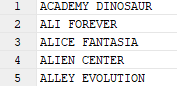 1 ACADEMY DINOSAUR
2 ALI FOREVER
3 ALICE FANTASIA
4 ALIEN CENTER
5 ALLEY EVOLUTION